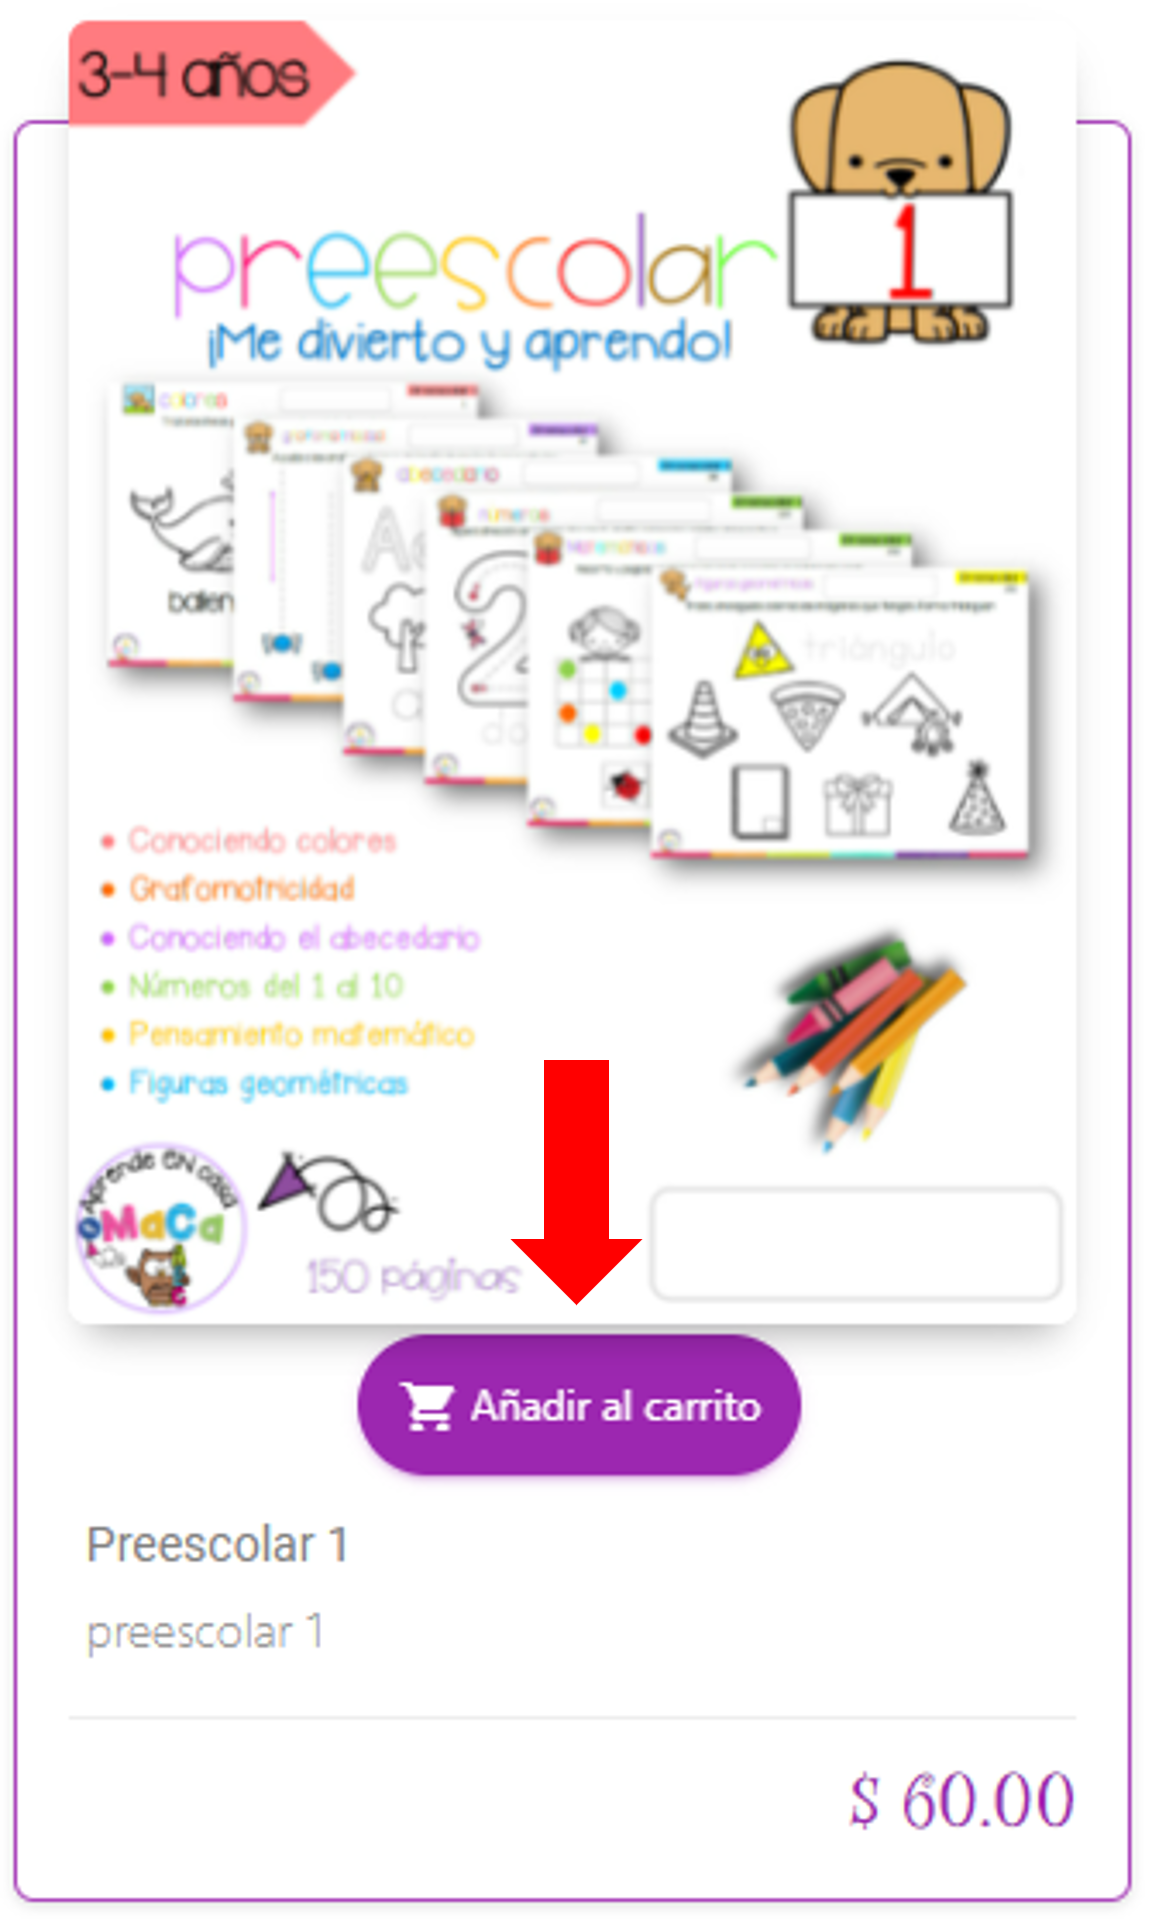 3-4 años
1
preescolar
¡Me divierto y aprendo!
colores
abecedario
números
Matemáticas
figuras geométricas
triángulo
2
• Conociendo colores
• Grafomotricidad
• Conociendo el abecedario
• Números del 1 al 10
• Pensamiento matemático
• Figuras geométricas
Aprende EN casa
oMaCa
150 páginas
Añadir al carrito
Preescolar 1
preescolar 1
$ 60.00